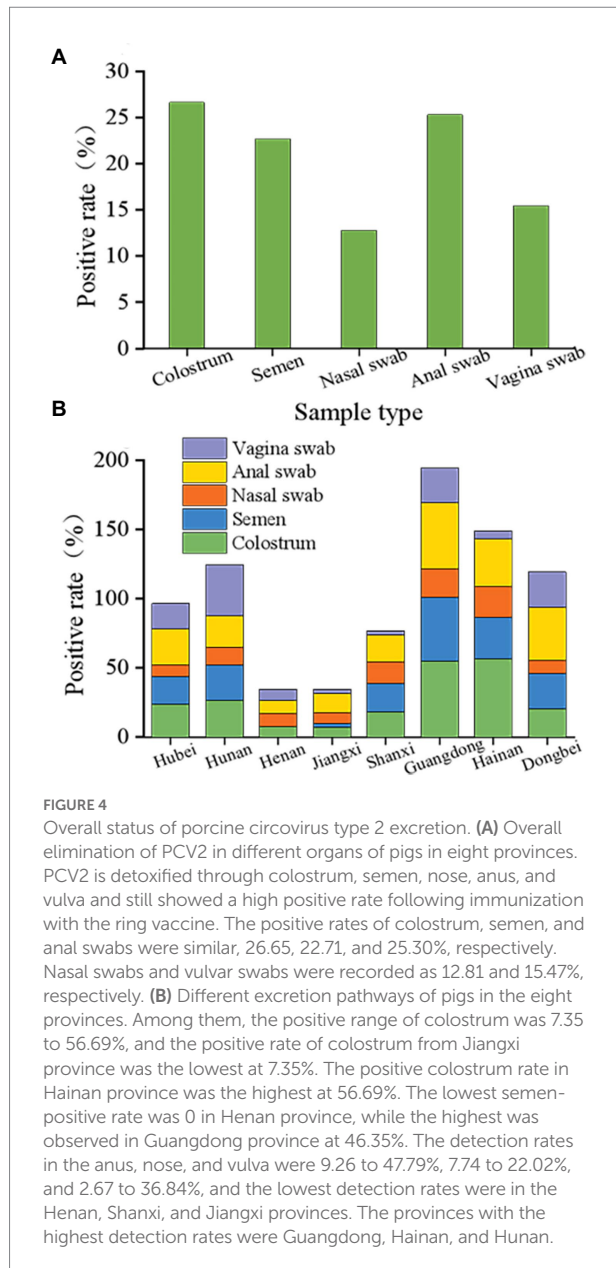 A
Positive rate (%)
30
25
20
15
10
5
0
Colostrum
Semen
Nasal swab
Anal swab
Vagina swab
Sample type
B
Positive rate (%)
200
150
100
50
0
Vagina swab
Anal swab
Nasal swab
Semen
Colostrum
Hubei
Hunan
Henan
Jiangxi
Shanxi
Guangdong
Hainan
Dongbei
FIGURE 4
Overall status of porcine circovirus type 2 excretion. (A) Overall
elimination of PCV2 in different organs of pigs in eight provinces.
PCV2 is detoxified through colostrum, semen, nose, anus, and
vulva and still showed a high positive rate following immunization
with the ring vaccine. The positive rates of colostrum, semen, and
anal swabs were similar, 26.65, 22.71, and 25.30%, respectively.
Nasal swabs and vulvar swabs were recorded as 12.81 and 15.47%,
respectively. (B) Different excretion pathways of pigs in the eight
provinces. Among them, the positive range of colostrum was 7.35
to 56.69%, and the positive rate of colostrum from Jiangxi
province was the lowest at 7.35%. The positive colostrum rate in
Hainan province was the highest at 56.69%. The lowest semen-
positive rate was 0 in Henan province, while the highest was
observed in Guangdong province at 46.35%. The detection rates
in the anus, nose, and vulva were 9.26 to 47.79%, 7.74 to 22.02%,
and 2.67 to 36.84%, and the lowest detection rates were in the
Henan, Shanxi, and Jiangxi provinces. The provinces with the
highest detection rates were Guangdong, Hainan, and Hunan.